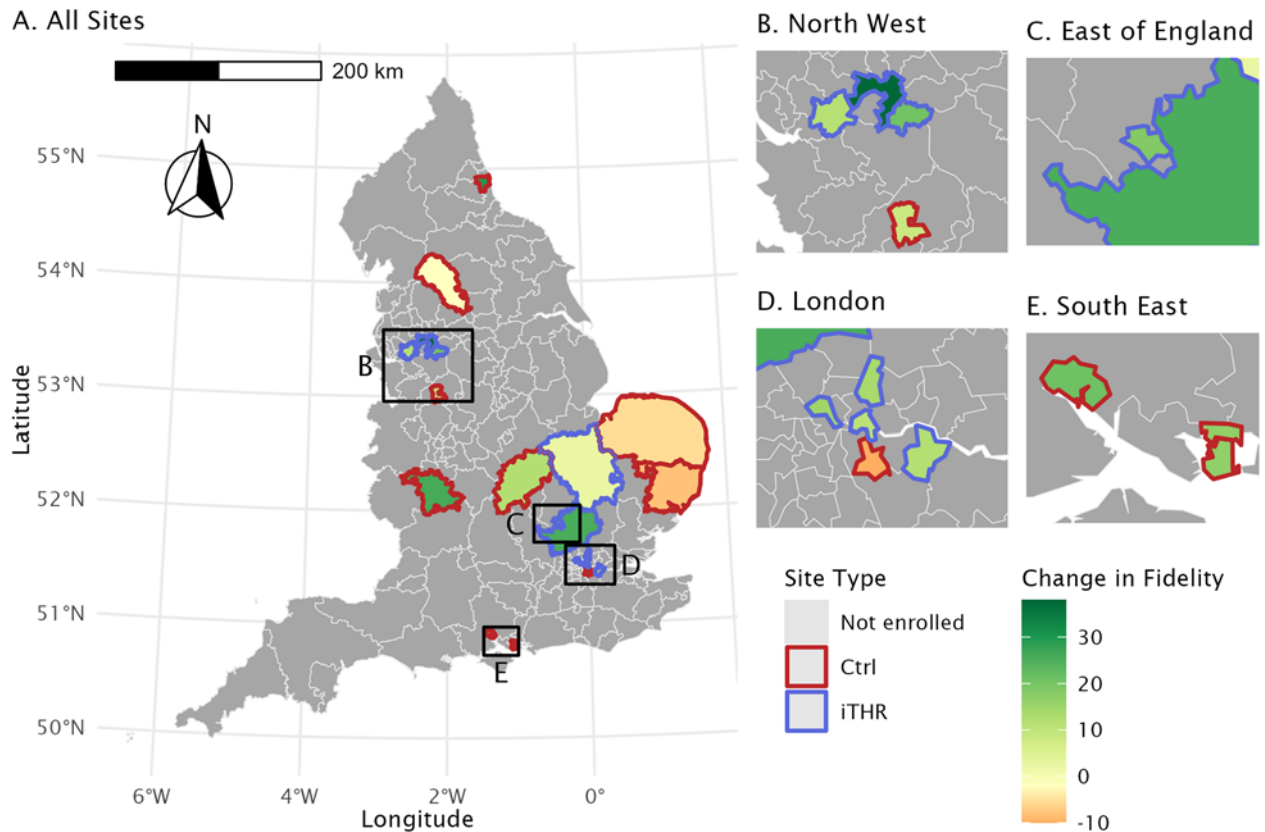 A. All Sites
200 km
N
55°N
54°N
53°N
52°N
51°N
50°N
Latitude
6°W
4°W
2°W
0°
Longitude
B
C
D
E
B. North West
C. East of England
D. London
E. South East
Site Type
Not enrolled
Ctrl
iTHR
Change in Fidelity
30
20
10
0
-10